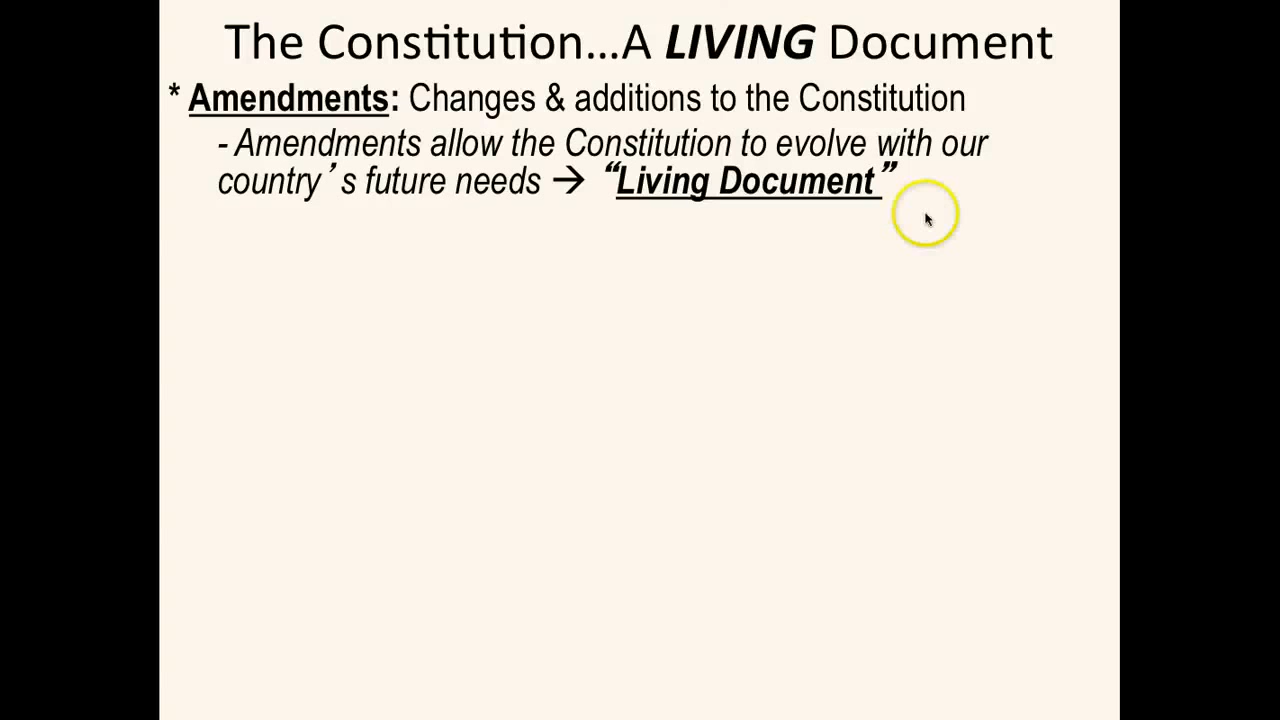 The Constitution...A LIVING Document
* Amendments: Changes & additions to the Constitution
- Amendments allow the Constitution to evolve with our
country’s future needs → “Living Document”